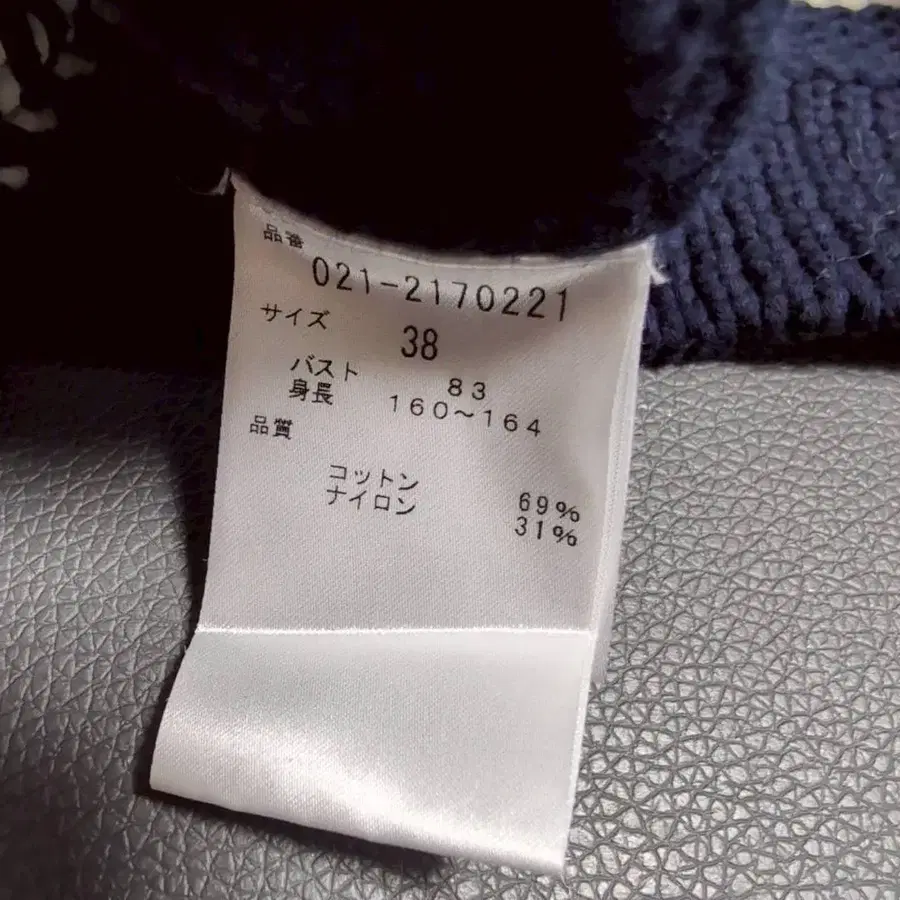 品番
021-2170221
サイズ 38
バスト 83
身長 160〜164
品質
コットン 69%
ナイロン 31%